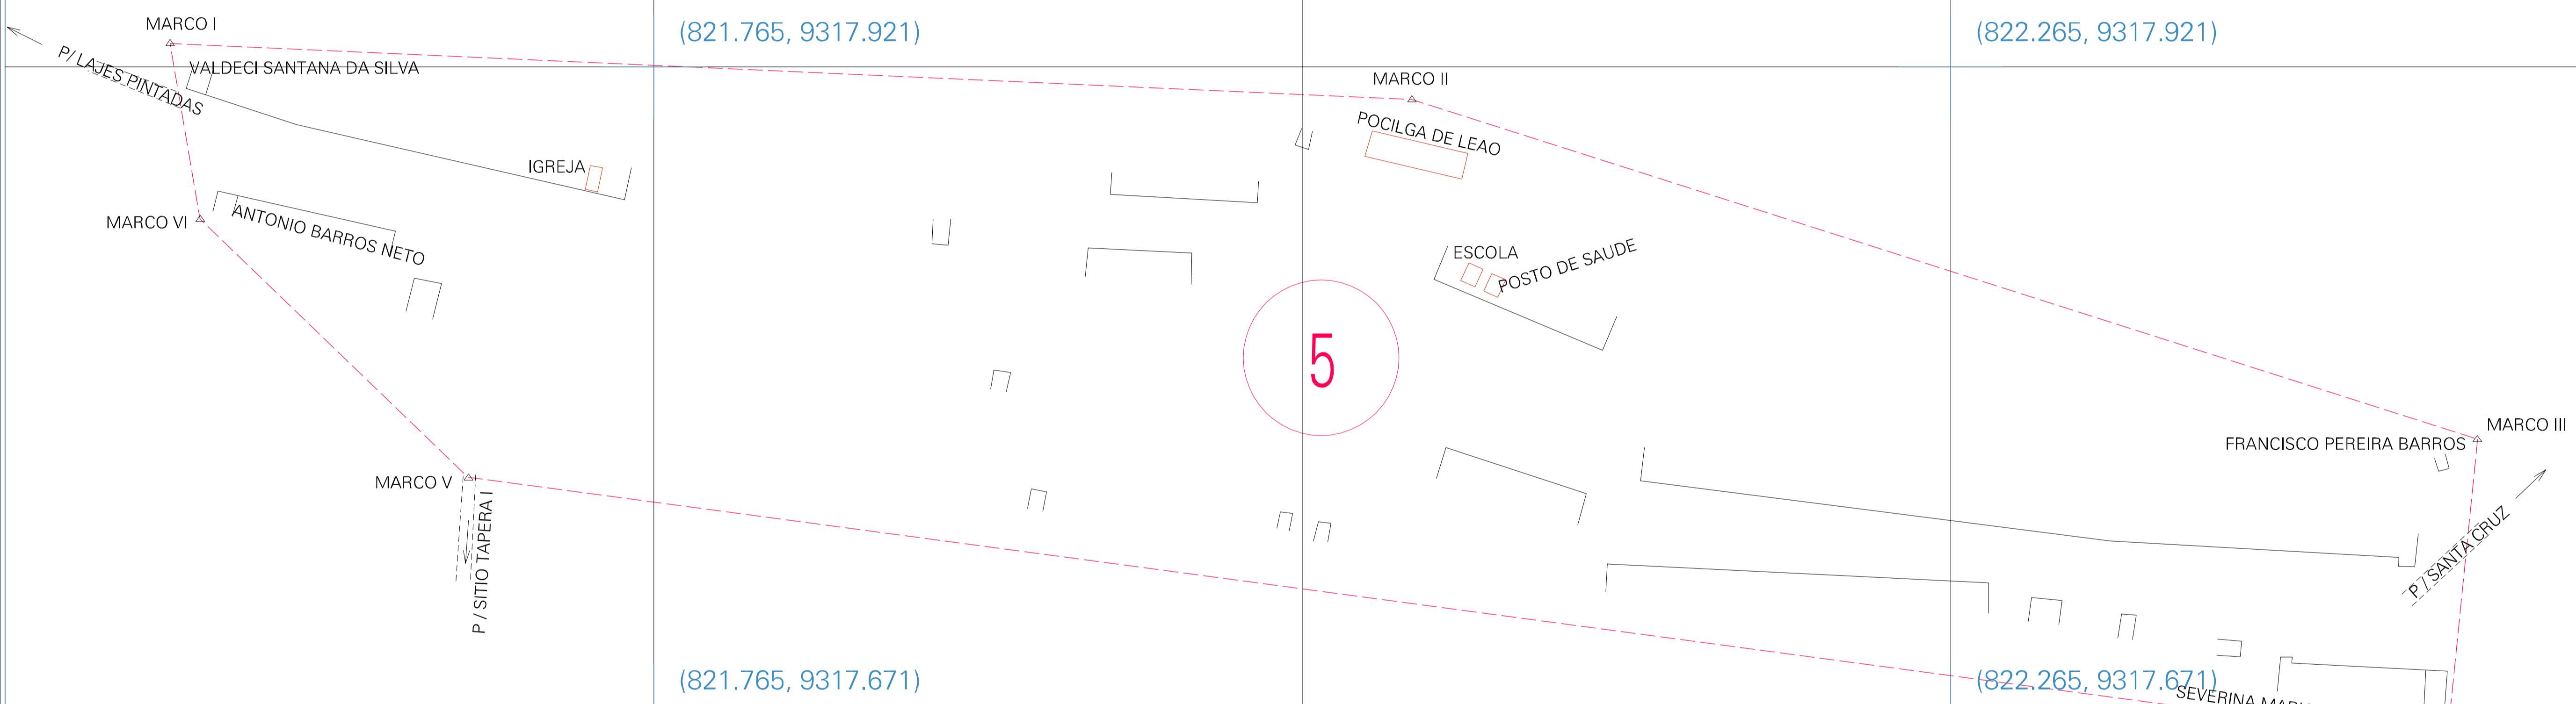 MARCO I
(821.765, 9317.921)
(822.265, 9317.921)
P/ LAJES PINTADAS
VALDECI SANTANA DA SILVA
MARCO II
POCILGA DE LEAO
IGREJA
MARCO VI
ANTONIO BARROS NETO
ESCOLA
POSTO DE SAUDE
5
MARCO III
FRANCISCO PEREIRA BARROS
MARCO V
P / SITIO TAPERA I
P / SANTA CRUZ
(821.765, 9317.671)
(822.265, 9317.671)
SEVERINA